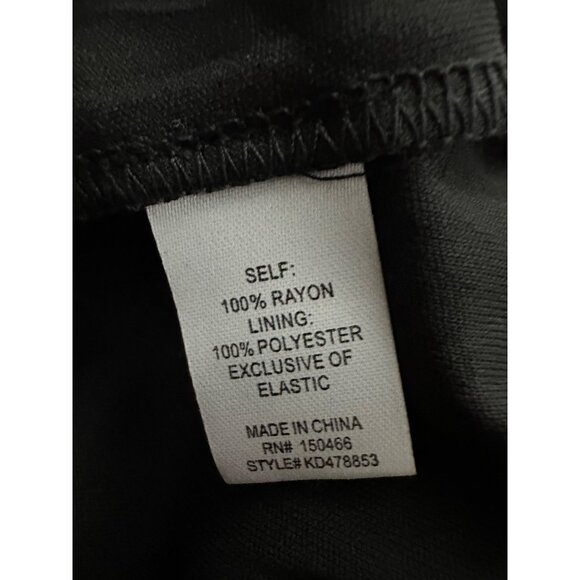 SELF:
100% RAYON
LINING:
100% POLYESTER
EXCLUSIVE OF
ELASTIC
MADE IN CHINA
RN# 150466
STYLE# KD478853